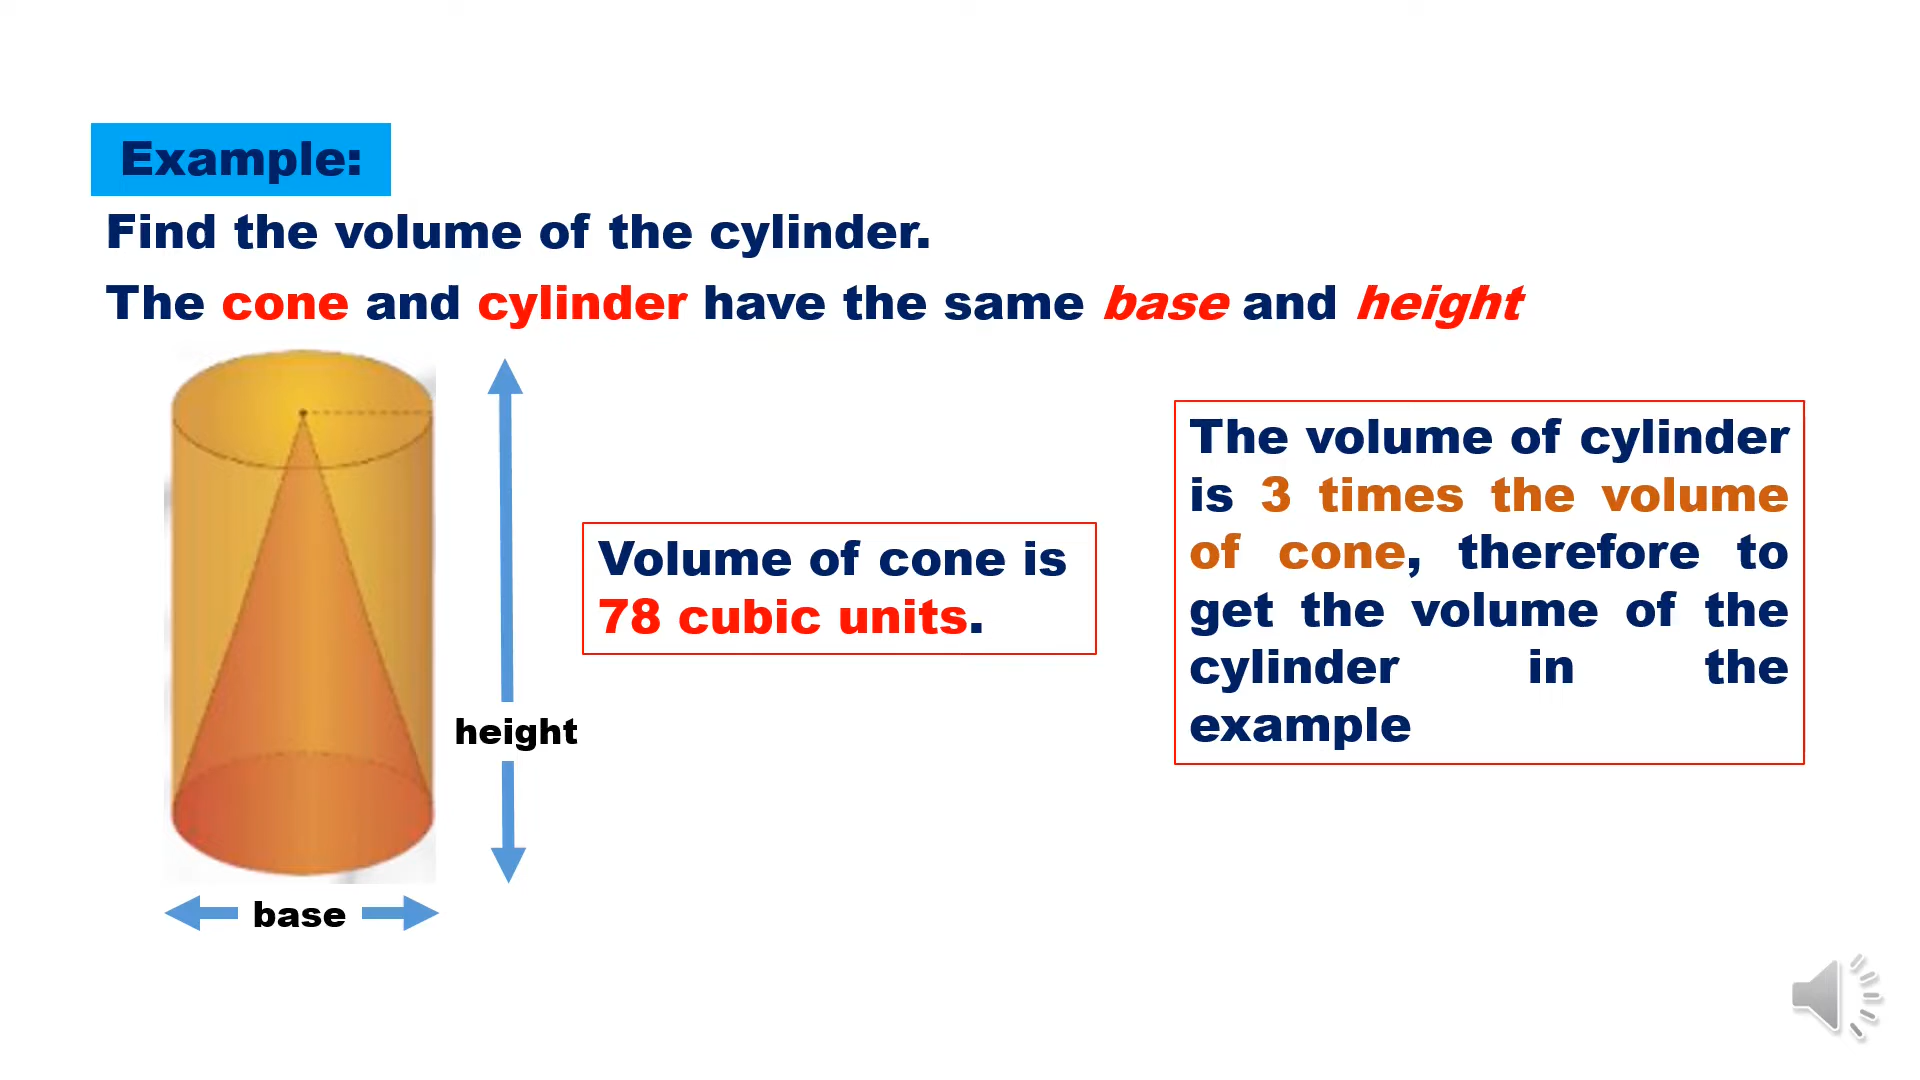 Example:
Find the volume of the cylinder.
The cone and cylinder have the same base and height
Volume of cone is
78 cubic units.
The volume of cylinder
is 3 times the volume
of cone, therefore to
get the volume of the
cylinder in the
example
height
base